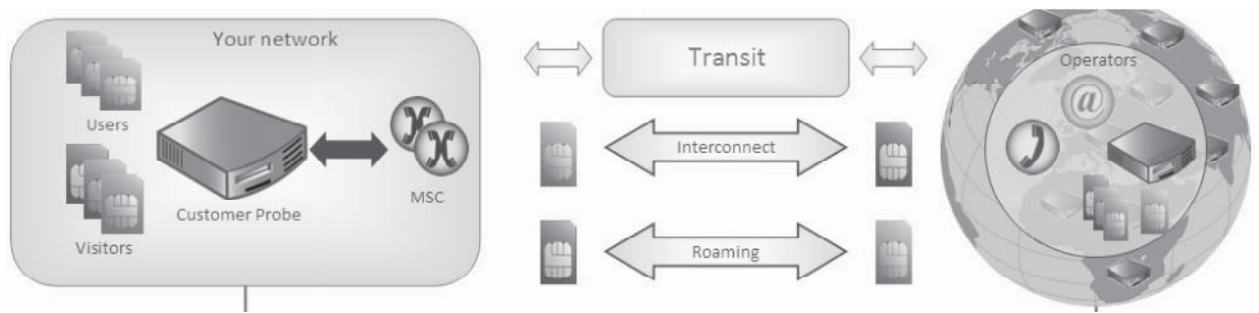 Your network
Users
Visitors
Customer Probe
MSC
Transit
Interconnect
Roaming
Operators
@